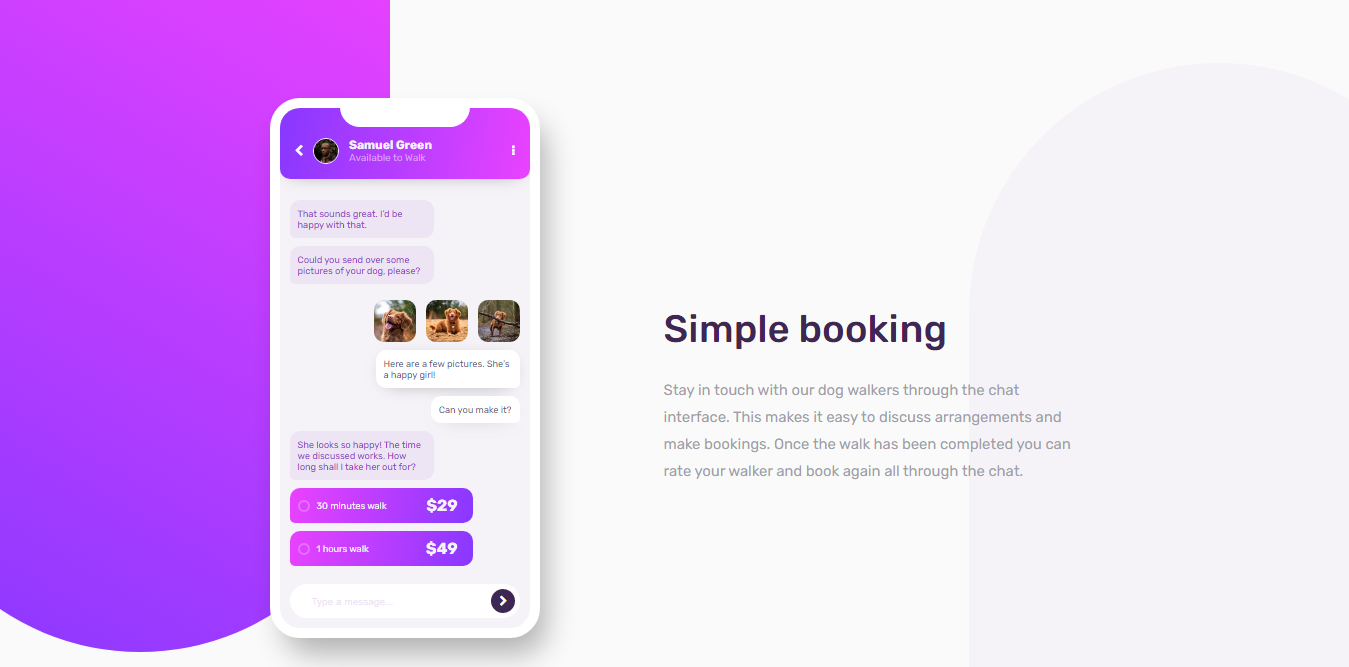 Samuel Green
Available to Walk
That sounds great. I'd be
happy with that.
Could you send over some
pictures of your dog, please?
Here are a few pictures. She's
a happy girl!
Can you make it?
She looks so happy! The time
we discussed works. How
long shall I take her out for?
30 minutes walk $29
1 hours walk $49
Type a message...
Simple booking
Stay in touch with our dog walkers through the chat
interface. This makes it easy to discuss arrangements and
make bookings. Once the walk has been completed you can
rate your walker and book again all through the chat.